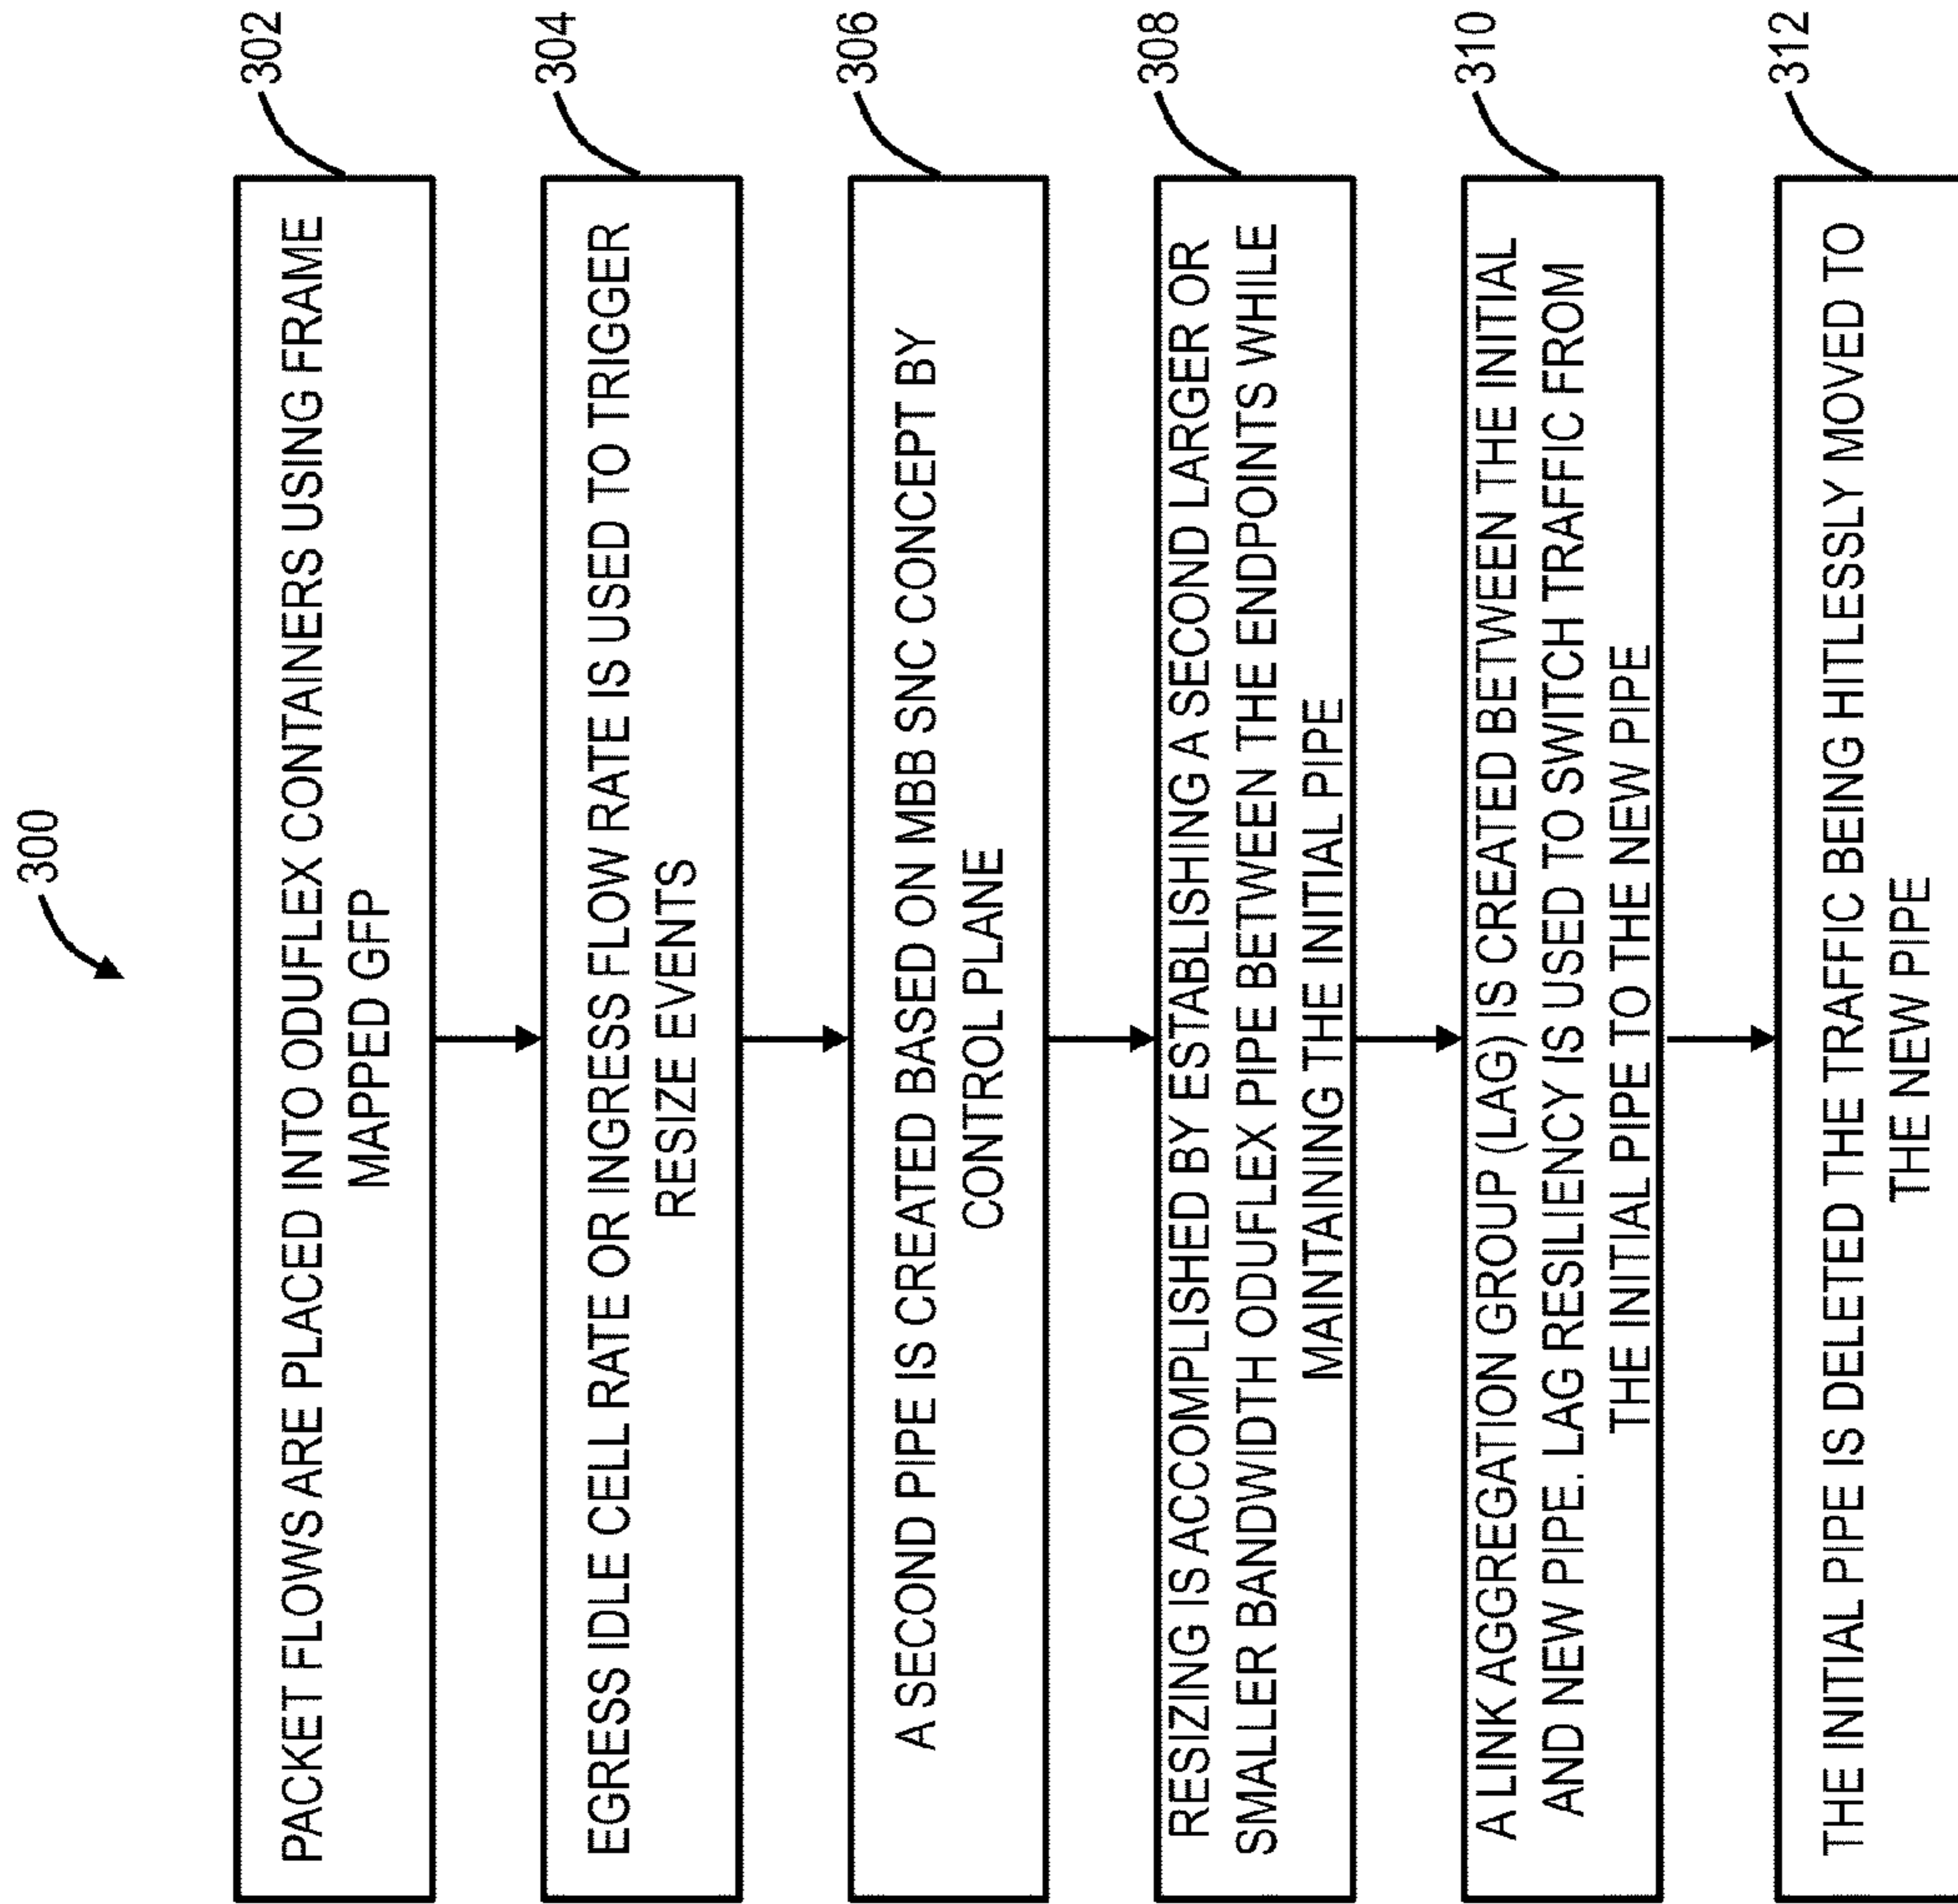 300
PACKET FLOWS ARE PLACED INTO ODUFLEX CONTAINERS USING FRAME
MAPPED GFP
302
EGRESS IDLE CELL RATE OR INGRESS FLOW RATE IS USED TO TRIGGER
RESIZE EVENTS
304
A SECOND PIPE IS CREATED BASED ON MBB SNC CONCEPT BY
CONTROL PLANE
306
RESIZING IS ACCOMPLISHED BY ESTABLISHING A SECOND LARGER OR
SMALLER BANDWIDTH ODUFLEX PIPE BETWEEN THE ENDPOINTS WHILE
MAINTAINING THE INITIAL PIPE
308
A LINK AGGREGATION GROUP (LAG) IS CREATED BETWEEN THE INITIAL
AND NEW PIPE. LAG RESILIENCY IS USED TO SWITCH TRAFFIC FROM
THE INITIAL PIPE TO THE NEW PIPE
310
THE INITIAL PIPE IS DELETED THE TRAFFIC BEING HITLESSLY MOVED TO
THE NEW PIPE
312